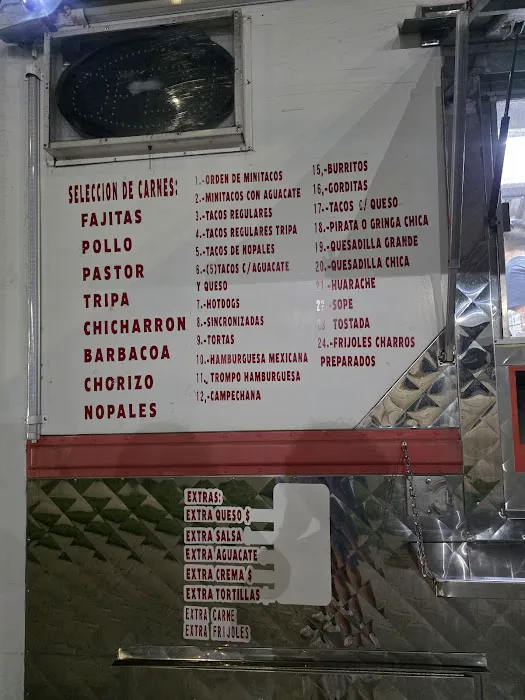 SELECCION DE CARNES:
FAJITAS
POLLO
PASTOR
TRIPA
CHICHARRON
BARBACOA
CHORIZO
NOPALES
1.-ORDEN DE MINITACOS
2.-MINITACOS CON AGUACATE
3.-TACOS REGULARES
4.-TACOS REGULARES TRIPA
5.-TACOS DE NOPALES
6.-(5)TACOS C/AGUACATE
Y QUESO
7.-HOTDOGS
8.-SINCRONIZADAS
9.-TORTAS
10.-HAMBURGUESA MEXICANA
11.. TROMPO HAMBURGUESA
12,-CAMPECHANA
15,-BURRITOS
16,-GORDITAS
17.-TACOS C/ QUESO
18.-PIRATA O GRINGA CHICA
19.-QUESADILLA GRANDE
20.-QUESADILLA CHICA
21.-HUARACHE
22.-SOPE
23 TOSTADA
24.-FRIJOLES CHARROS
PREPARADOS
EXTRAS:
EXTRA QUESO $
EXTRA SALSA
EXTRA AGUACATE
EXTRA CREMA $
EXTRA TORTILLAS
EXTRA CARNE
EXTRA FRIJOLES